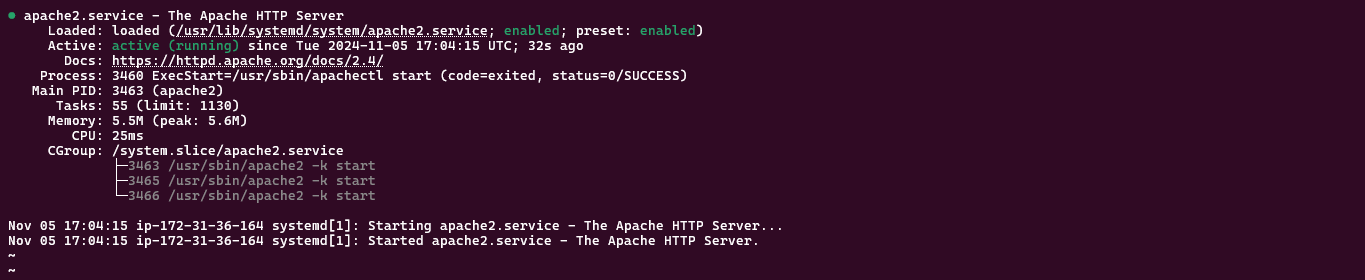 ● apache2.service - The Apache HTTP Server
     Loaded: loaded (/usr/lib/systemd/system/apache2.service; enabled; preset: enabled)
     Active: active (running) since Tue 2024-11-05 17:04:15 UTC; 32s ago
       Docs: https://httpd.apache.org/docs/2.4/
    Process: 3460 ExecStart=/usr/sbin/apachectl start (code=exited, status=0/SUCCESS)
   Main PID: 3463 (apache2)
      Tasks: 55 (limit: 1130)
     Memory: 5.5M (peak: 5.6M)
        CPU: 25ms
     CGroup: /system.slice/apache2.service
             ├─3463 /usr/sbin/apache2 -k start
             ├─3465 /usr/sbin/apache2 -k start
             └─3466 /usr/sbin/apache2 -k start

Nov 05 17:04:15 ip-172-31-36-164 systemd[1]: Starting apache2.service - The Apache HTTP Server...
Nov 05 17:04:15 ip-172-31-36-164 systemd[1]: Started apache2.service - The Apache HTTP Server.
~
~